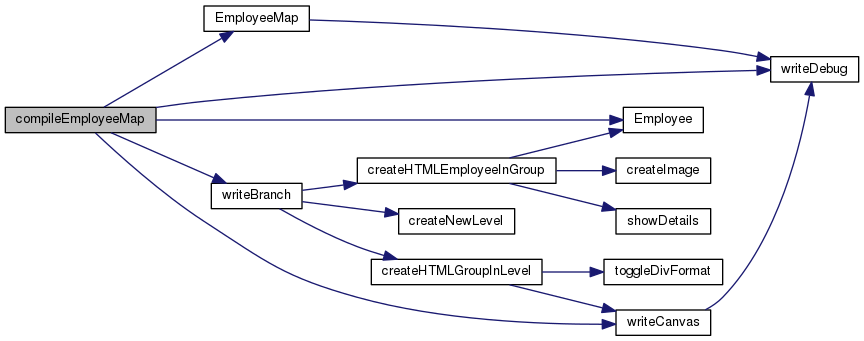 EmployeeMap
writeDebug
compileEmployeeMap
Employee
createHTMLEmployeeInGroup
createImage
writeBranch
createNewLevel
showDetails
createHTMLGroupInLevel
toggleDivFormat
writeCanvas